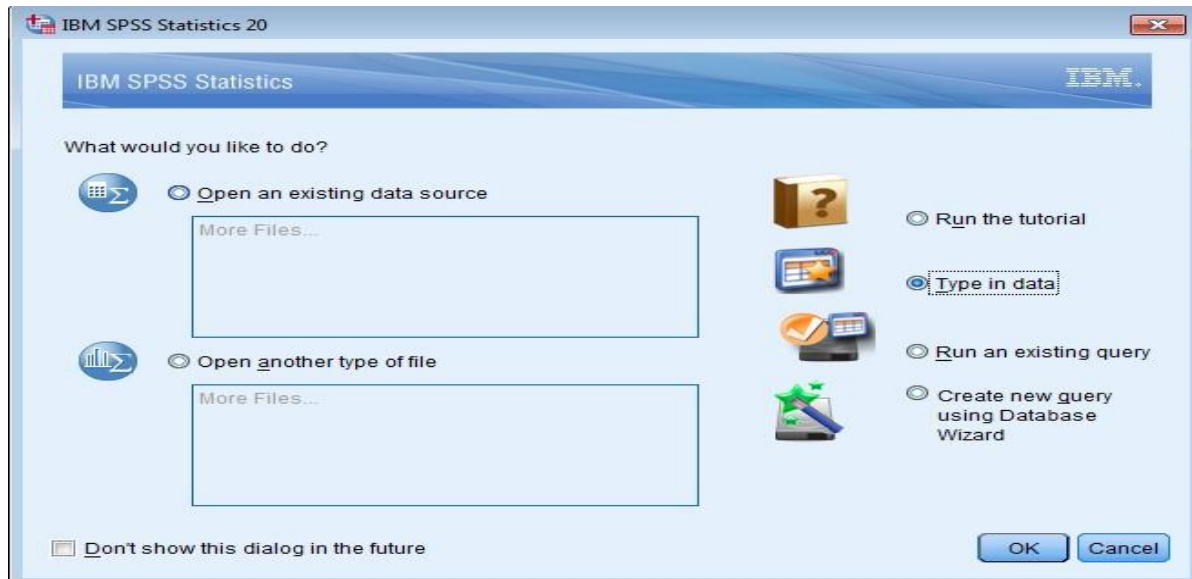 IBM SPSS Statistics 20
IBM SPSS Statistics
IBM.
What would you like to do?
Open an existing data source
More Files...
Open another type of file
More Files...
?
Run the tutorial
Type in data
Run an existing query
Create new query
using Database
Wizard
Don't show this dialog in the future
OK
Cancel